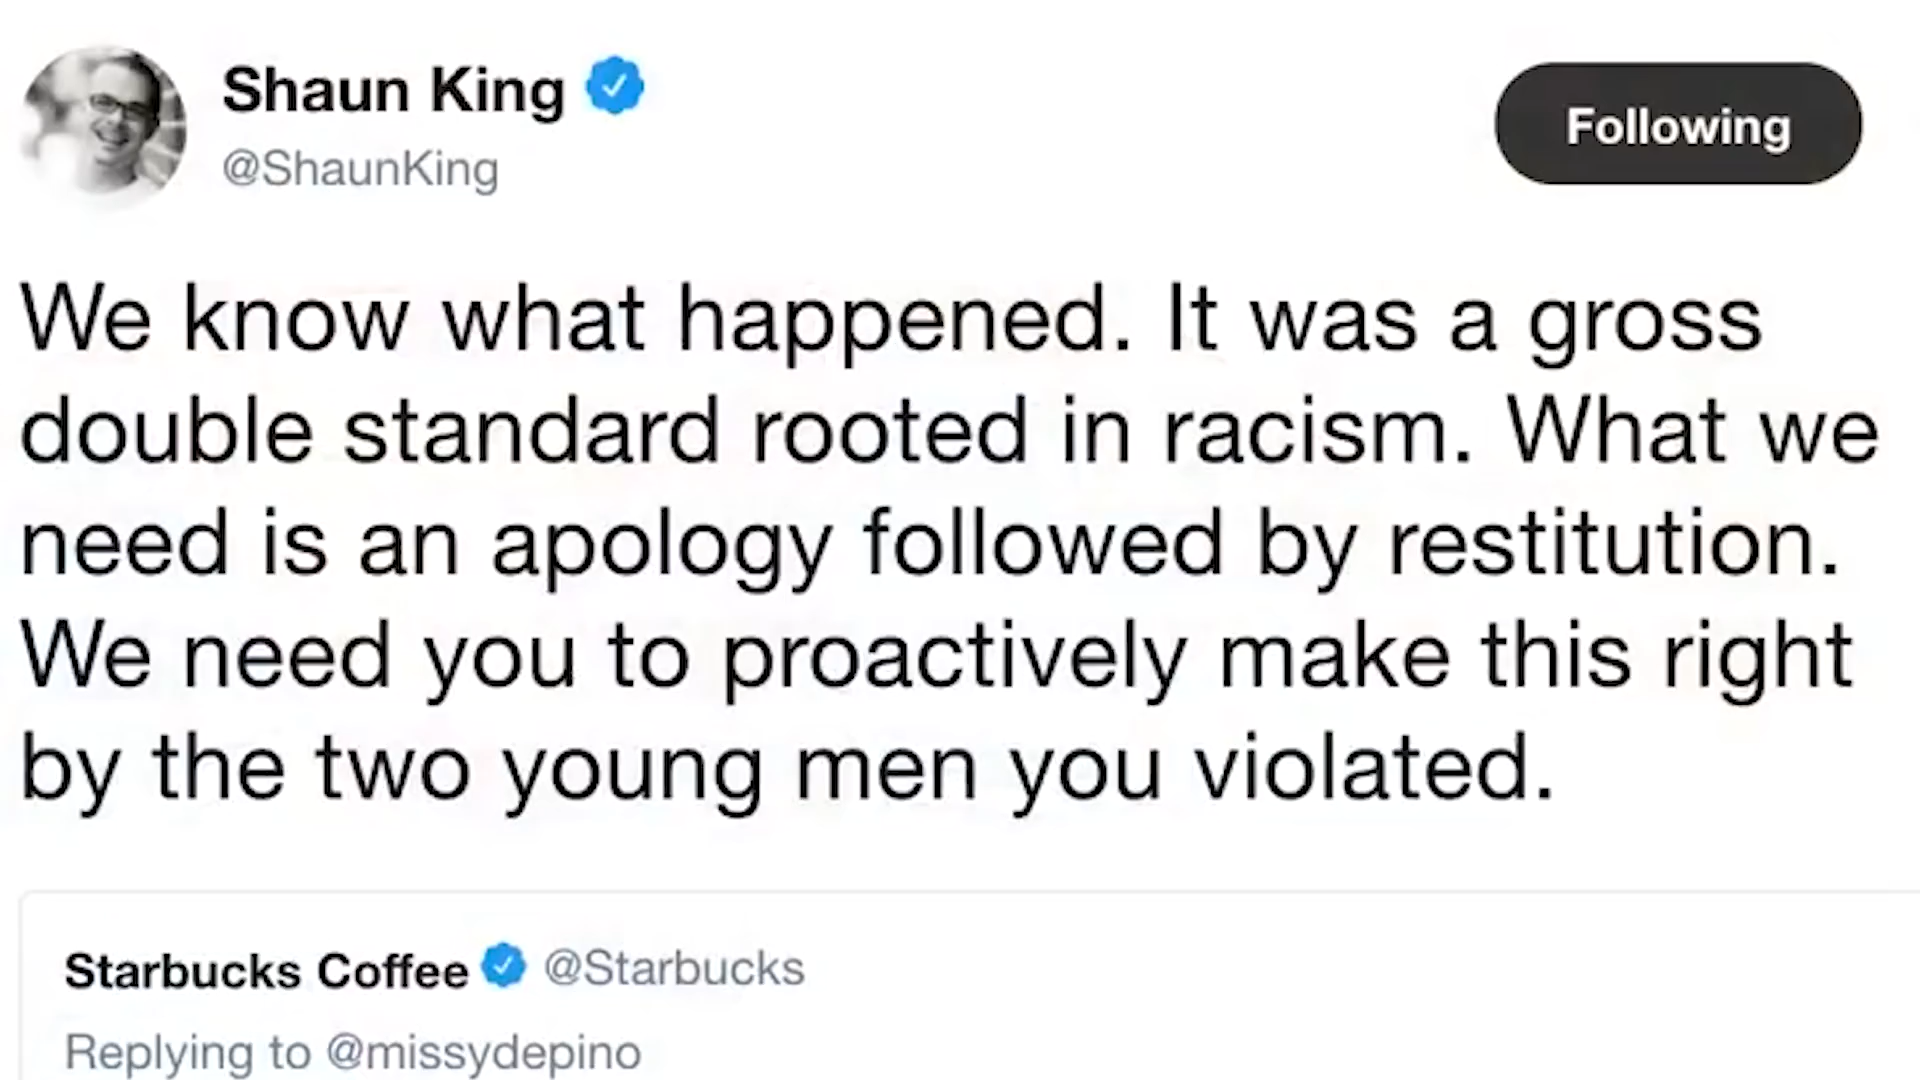 Shaun King
@ShaunKing
Following
We know what happened. It was a gross
double standard rooted in racism. What we
need is an apology followed by restitution.
We need you to proactively make this right
by the two young men you violated.
Starbucks Coffee @Starbucks
Replying to @missydepino